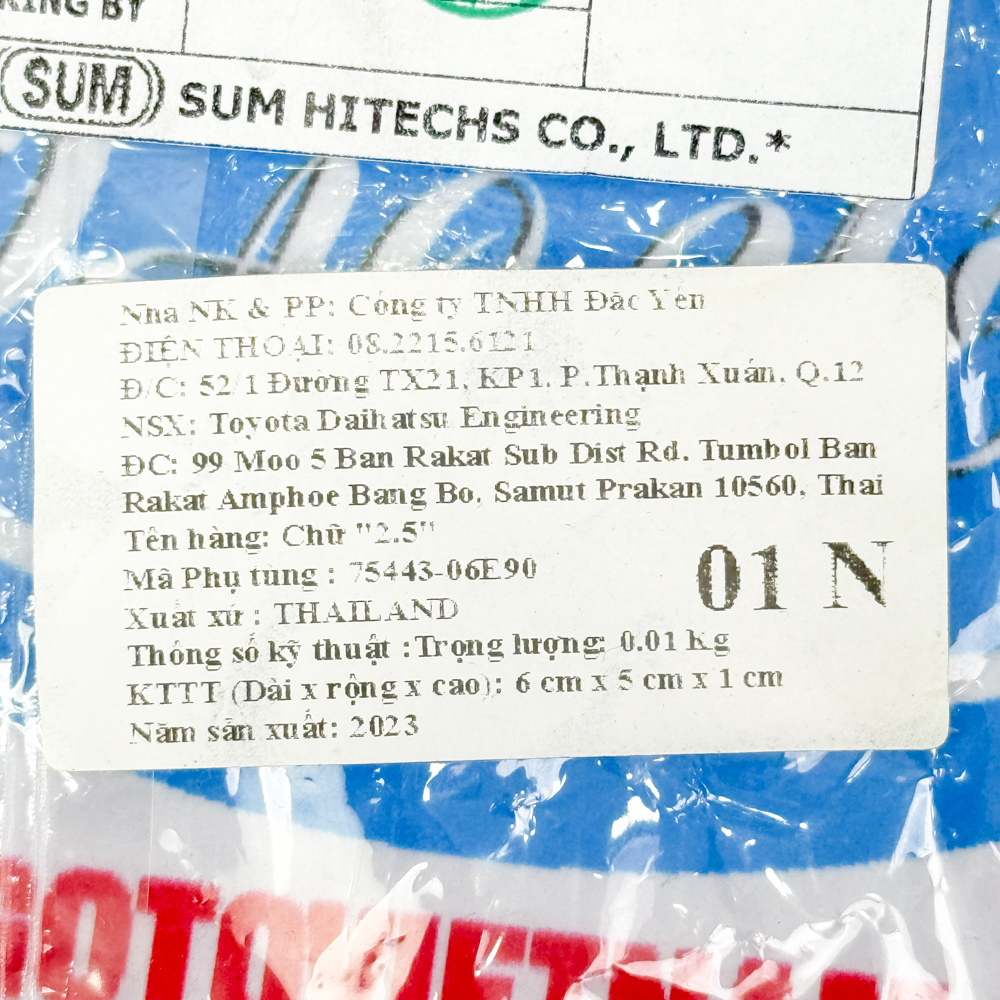 KING BY
SUM SUM HITECHS CO., LTD.*
Nhà NK & PP: Công ty TNHH Đắc Yến
ĐIỆN THOẠI: 08.2215.6121
Đ/C: 52/1 Đường TX21, KP1, P.Thạnh Xuân, Q.12
NSX: Toyota Daihatsu Engineering
ĐC: 99 Moo 5 Ban Rakat Sub Dist Rd. Tumbol Ban
Rakat Amphoe Bang Bo, Samut Prakan 10560, Thai
Tên hàng: Chữ "2.5"
Mã Phụ tùng : 75443-06E90
01 N
Xuất xứ : THAILAND
Thông số kỹ thuật :Trọng lượng: 0.01 Kg
KTTT (Dài x rộng x cao): 6 cm x 5 cm x 1 cm
Năm sản xuất: 2023